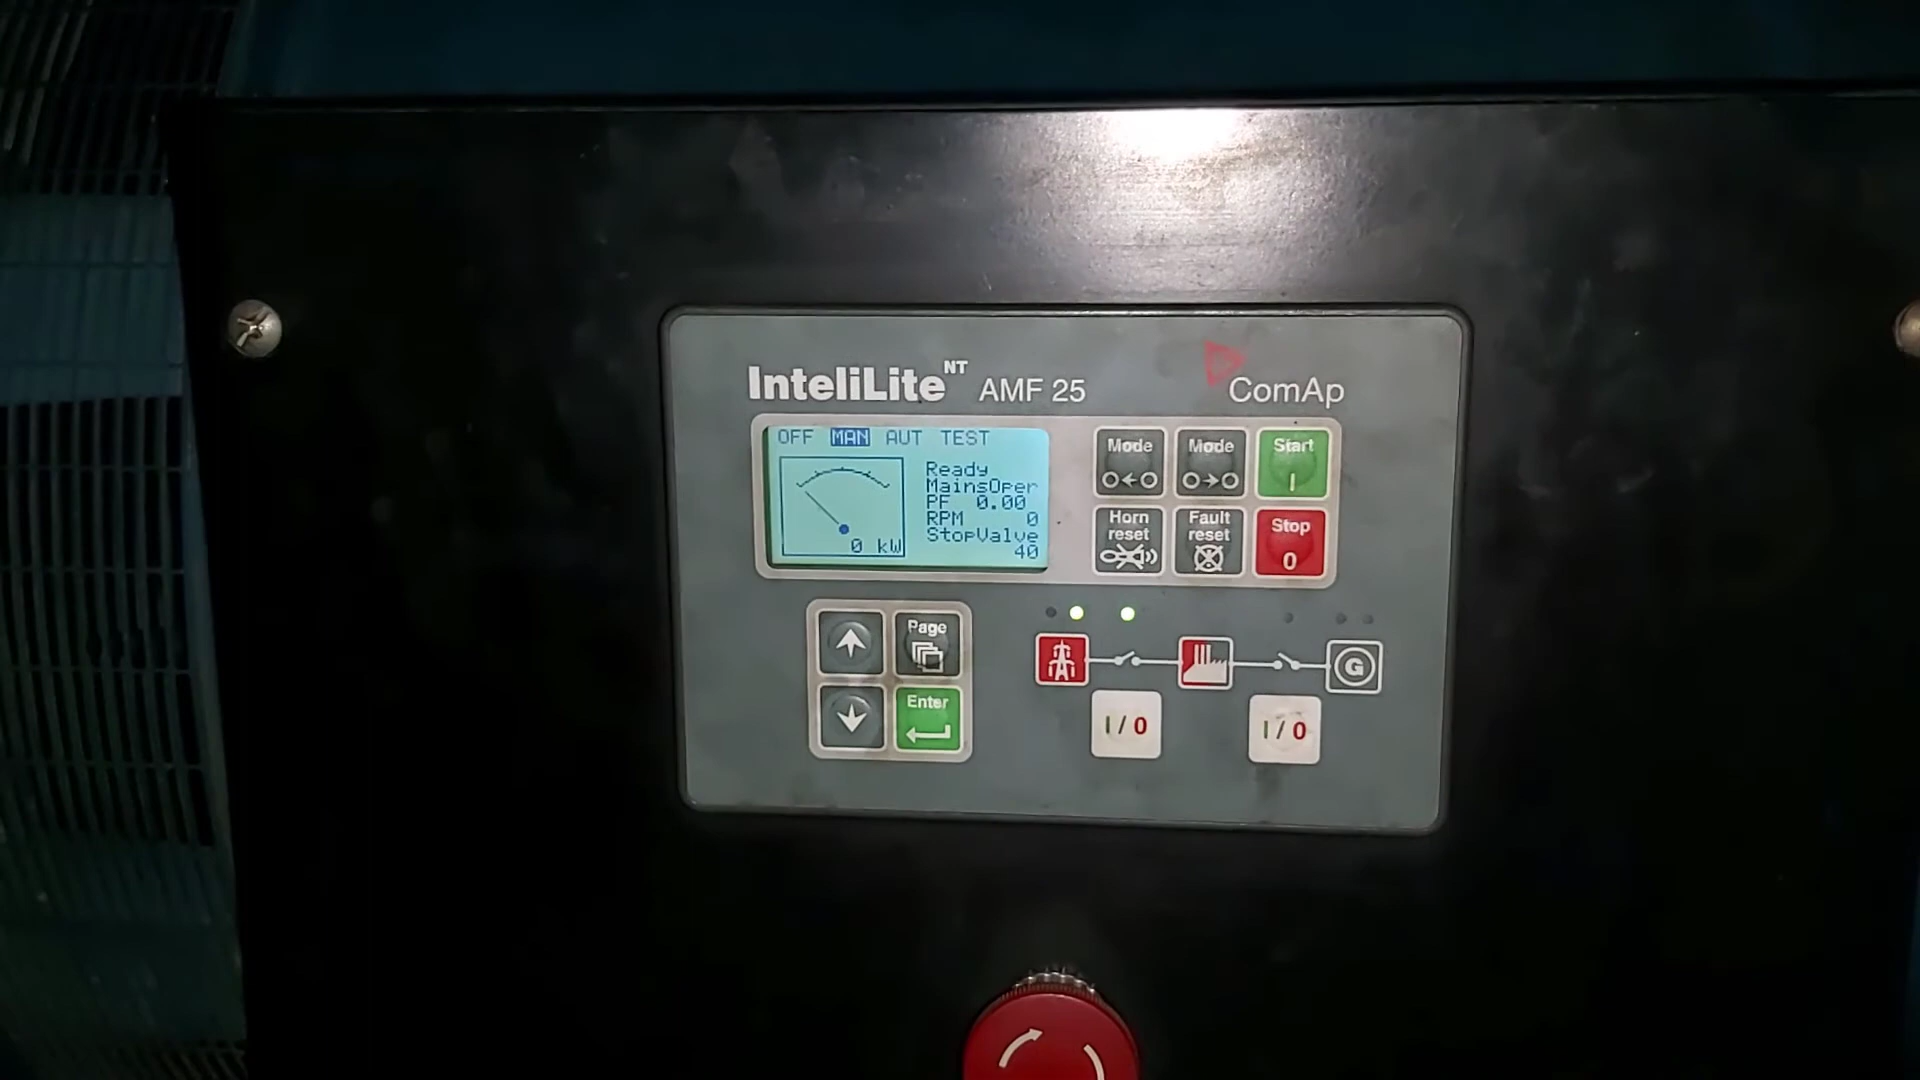 InteliLite NT AMF 25
ComAp
OFF MAN AUT TEST
Ready
MainsOper
PF 0.00
RPM 0
StopValve
40
0 kW
Mode
Mode
Start
I
Horn
reset
Fault
reset
Stop
0
Page
Enter
G
I / 0
I / 0